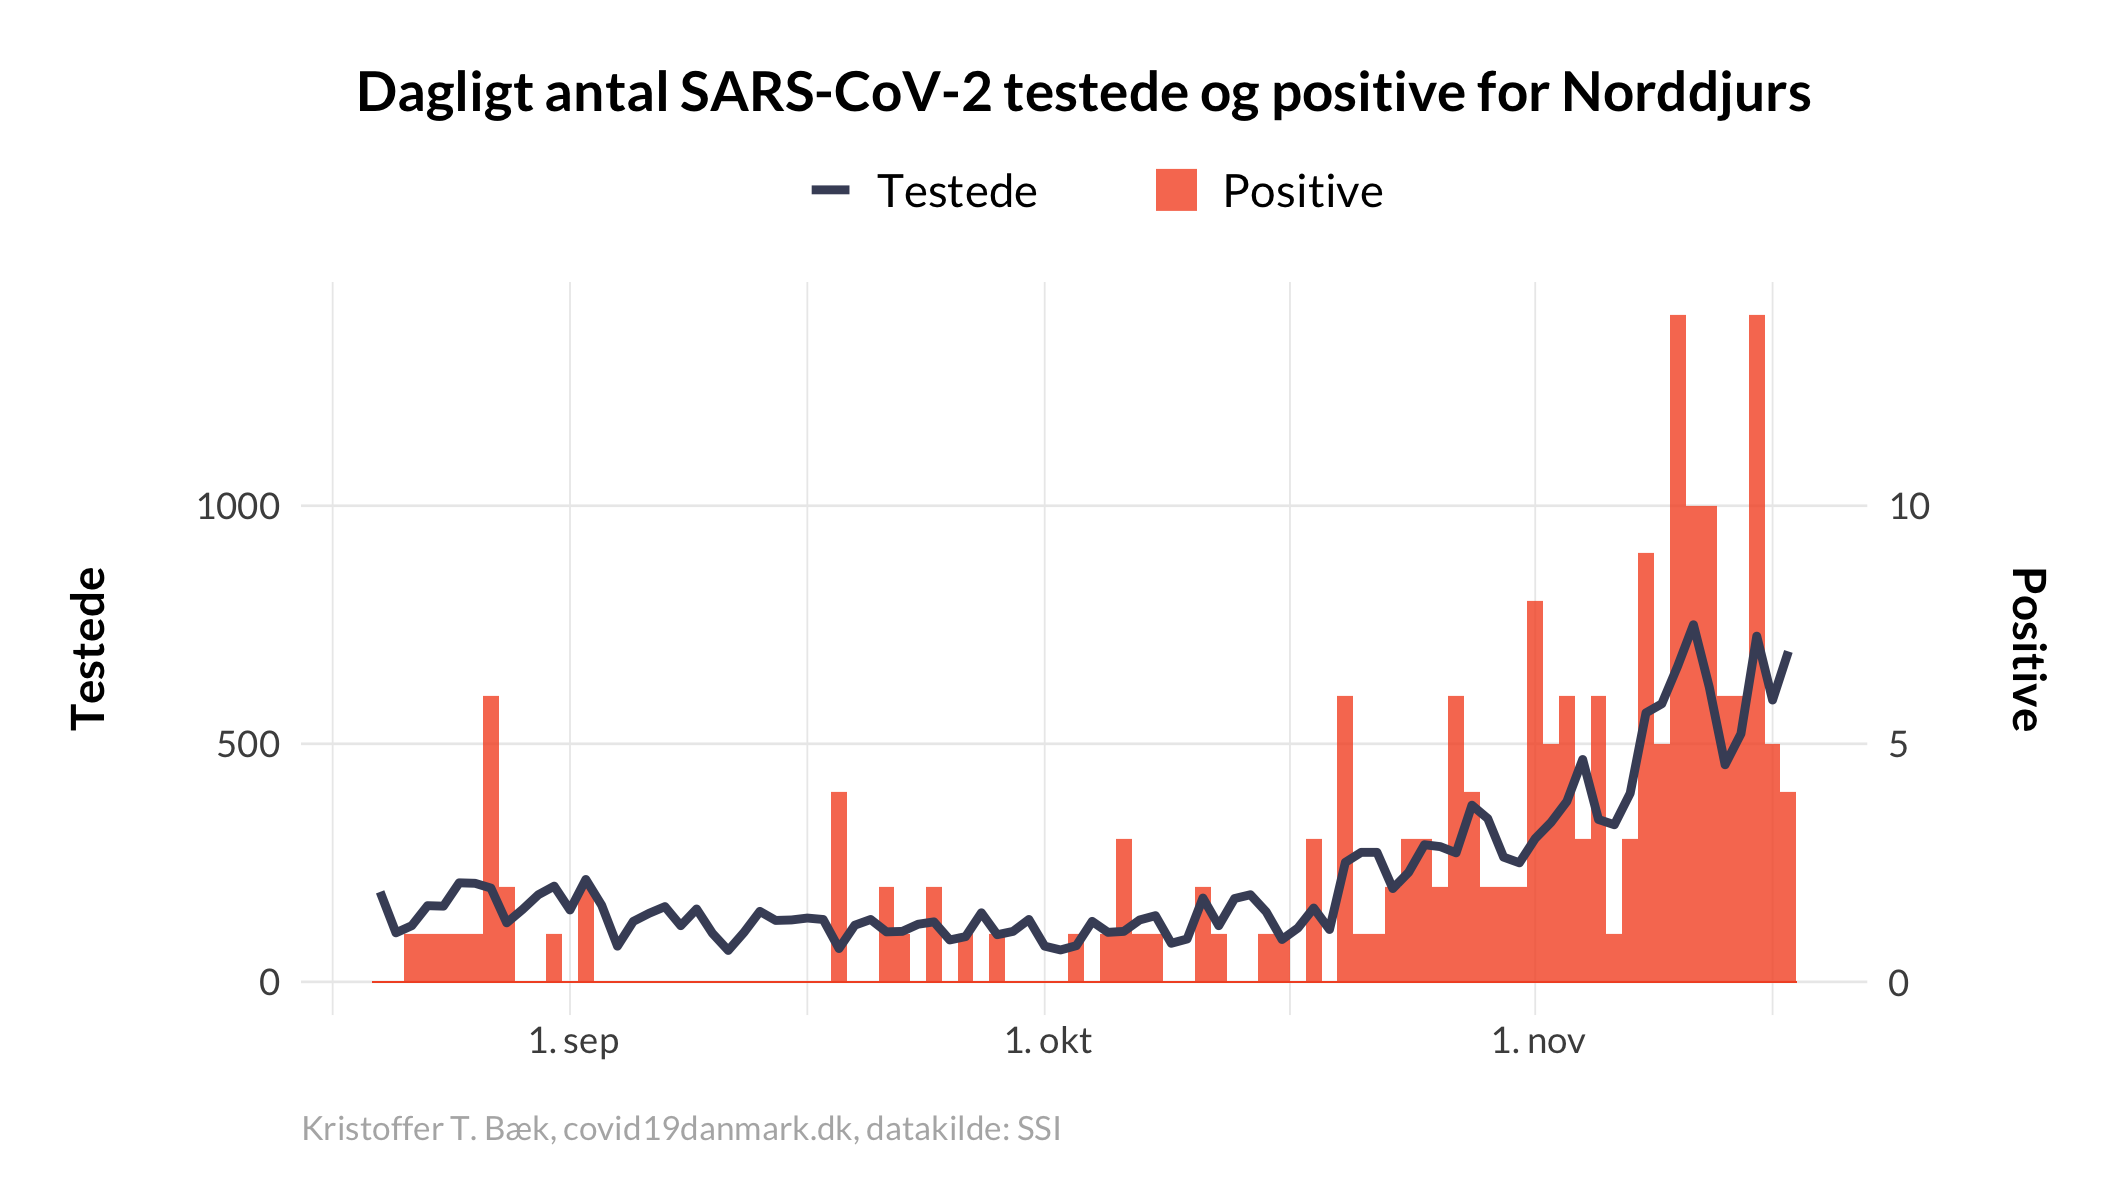 Dagligt antal SARS-CoV-2 testede og positive for Norddjurs
Testede
Positive
Testede
1000
500
0
10
5
0
Positive
1. sep
1. okt
1. nov
Kristoffer T. Bæk, covid19danmark.dk, datakilde: SSI